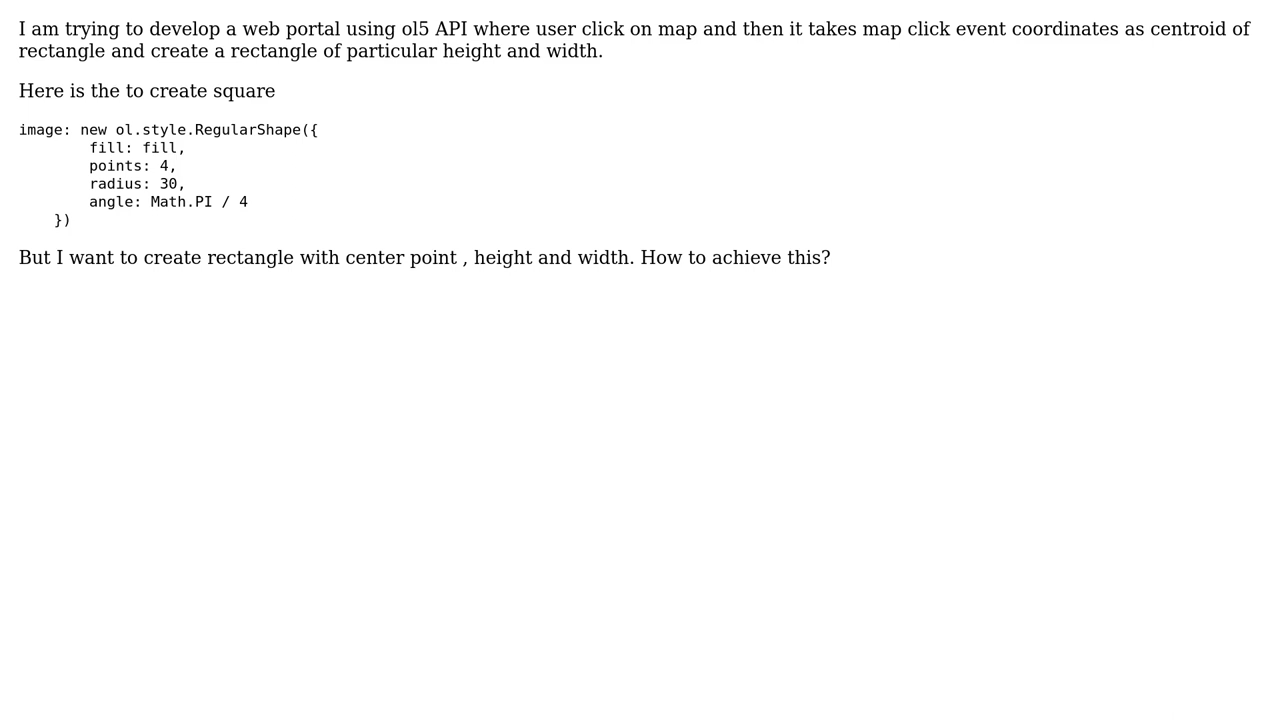 I am trying to develop a web portal using ol5 API where user click on map and then it takes map click event coordinates as centroid of
rectangle and create a rectangle of particular height and width.
Here is the to create square
image: new ol.style.RegularShape({
        fill: fill,
        points: 4,
        radius: 30,
        angle: Math.PI / 4
    })
But I want to create rectangle with center point , height and width. How to achieve this?